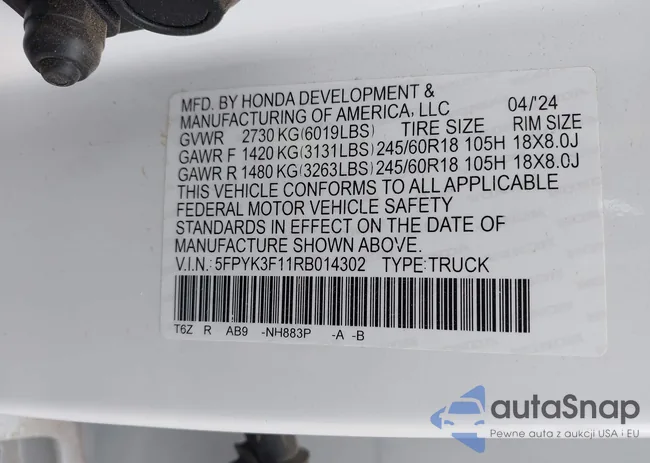 MFD. BY HONDA DEVELOPMENT &
MANUFACTURING OF AMERICA, LLC 04/'24
GVWR 2730 KG(6019LBS) TIRE SIZE RIM SIZE
GAWR F 1420 KG(3131LBS) 245/60R18 105H 18X8.0J
GAWR R 1480 KG(3263LBS) 245/60R18 105H 18X8.0J
THIS VEHICLE CONFORMS TO ALL APPLICABLE
FEDERAL MOTOR VEHICLE SAFETY
STANDARDS IN EFFECT ON THE DATE OF
MANUFACTURE SHOWN ABOVE.
V.I.N.: 5FPYK3F11RB014302 TYPE:TRUCK
T6Z R AB9 -NH883P -A -B
autaSnap
Pewne auta z aukcji USA i EU